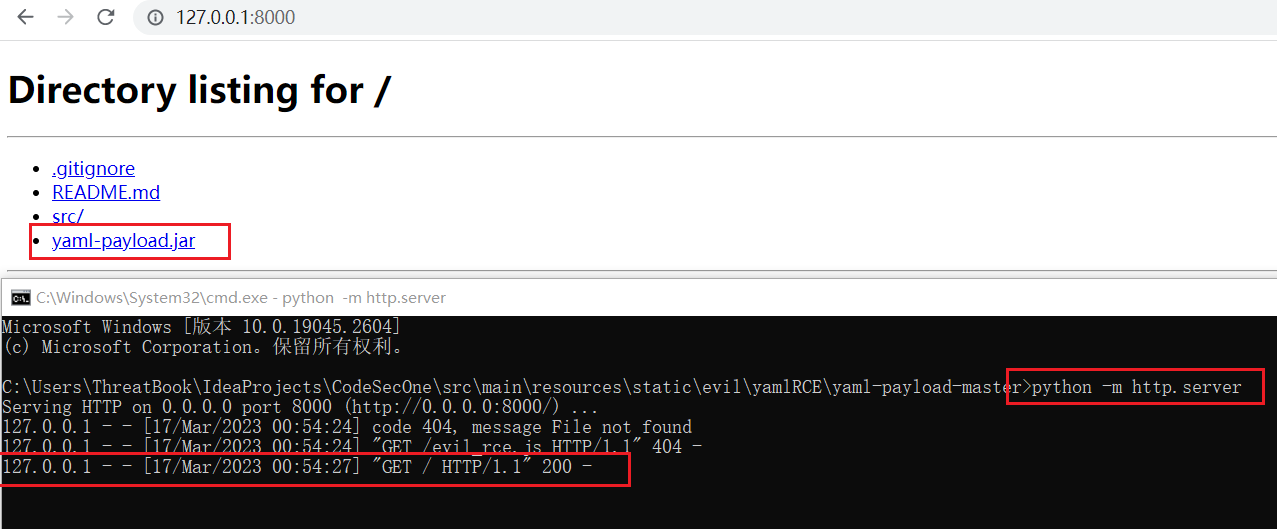 127.0.0.1:8000
Directory listing for /
.gitignore
README.md
src/
yaml-payload.jar
C:\Windows\System32\cmd.exe - python -m http.server
Microsoft Windows [版本 10.0.19045.2604]
(c) Microsoft Corporation。保留所有权利。
C:\Users\ThreatBook\IdeaProjects\CodeSecOne\src\main\resources\static\evil\yamlRCE\yaml-payload-master>python -m http.server
Serving HTTP on 0.0.0.0 port 8000 (http://0.0.0.0:8000/) ...
127.0.0.1 - - [17/Mar/2023 00:54:24] code 404, message File not found
127.0.0.1 - - [17/Mar/2023 00:54:24] "GET /evil_rce.js HTTP/1.1" 404 -
127.0.0.1 - - [17/Mar/2023 00:54:27] "GET / HTTP/1.1" 200 -